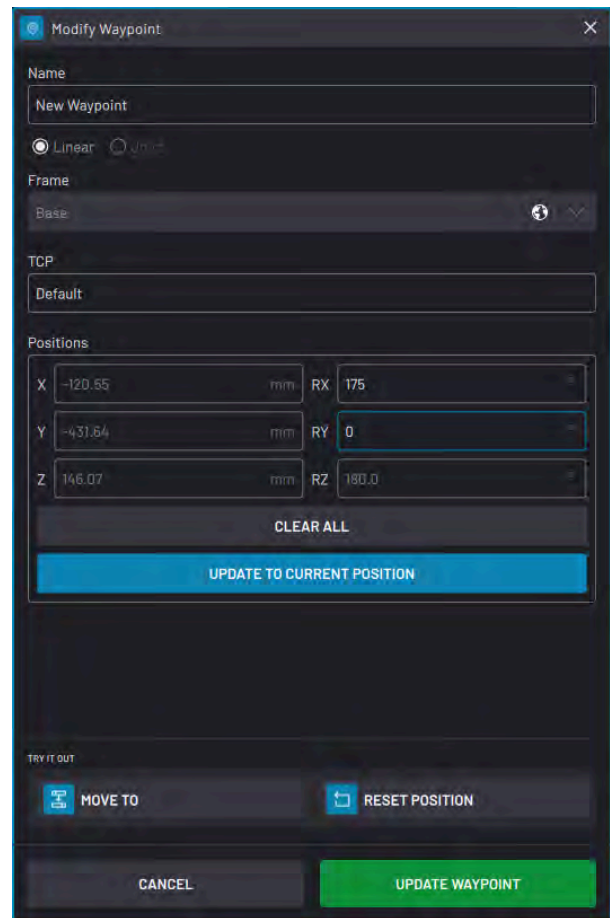 Modify Waypoint
Name
New Waypoint
Linear
Frame
Base
TCP
Default
Positions
X -120.55 mm RX 175 °
Y -431.64 mm RY 0 °
Z 146.07 mm RZ 180.0 °
CLEAR ALL
UPDATE TO CURRENT POSITION
TRY IT OUT
MOVE TO RESET POSITION
CANCEL UPDATE WAYPOINT